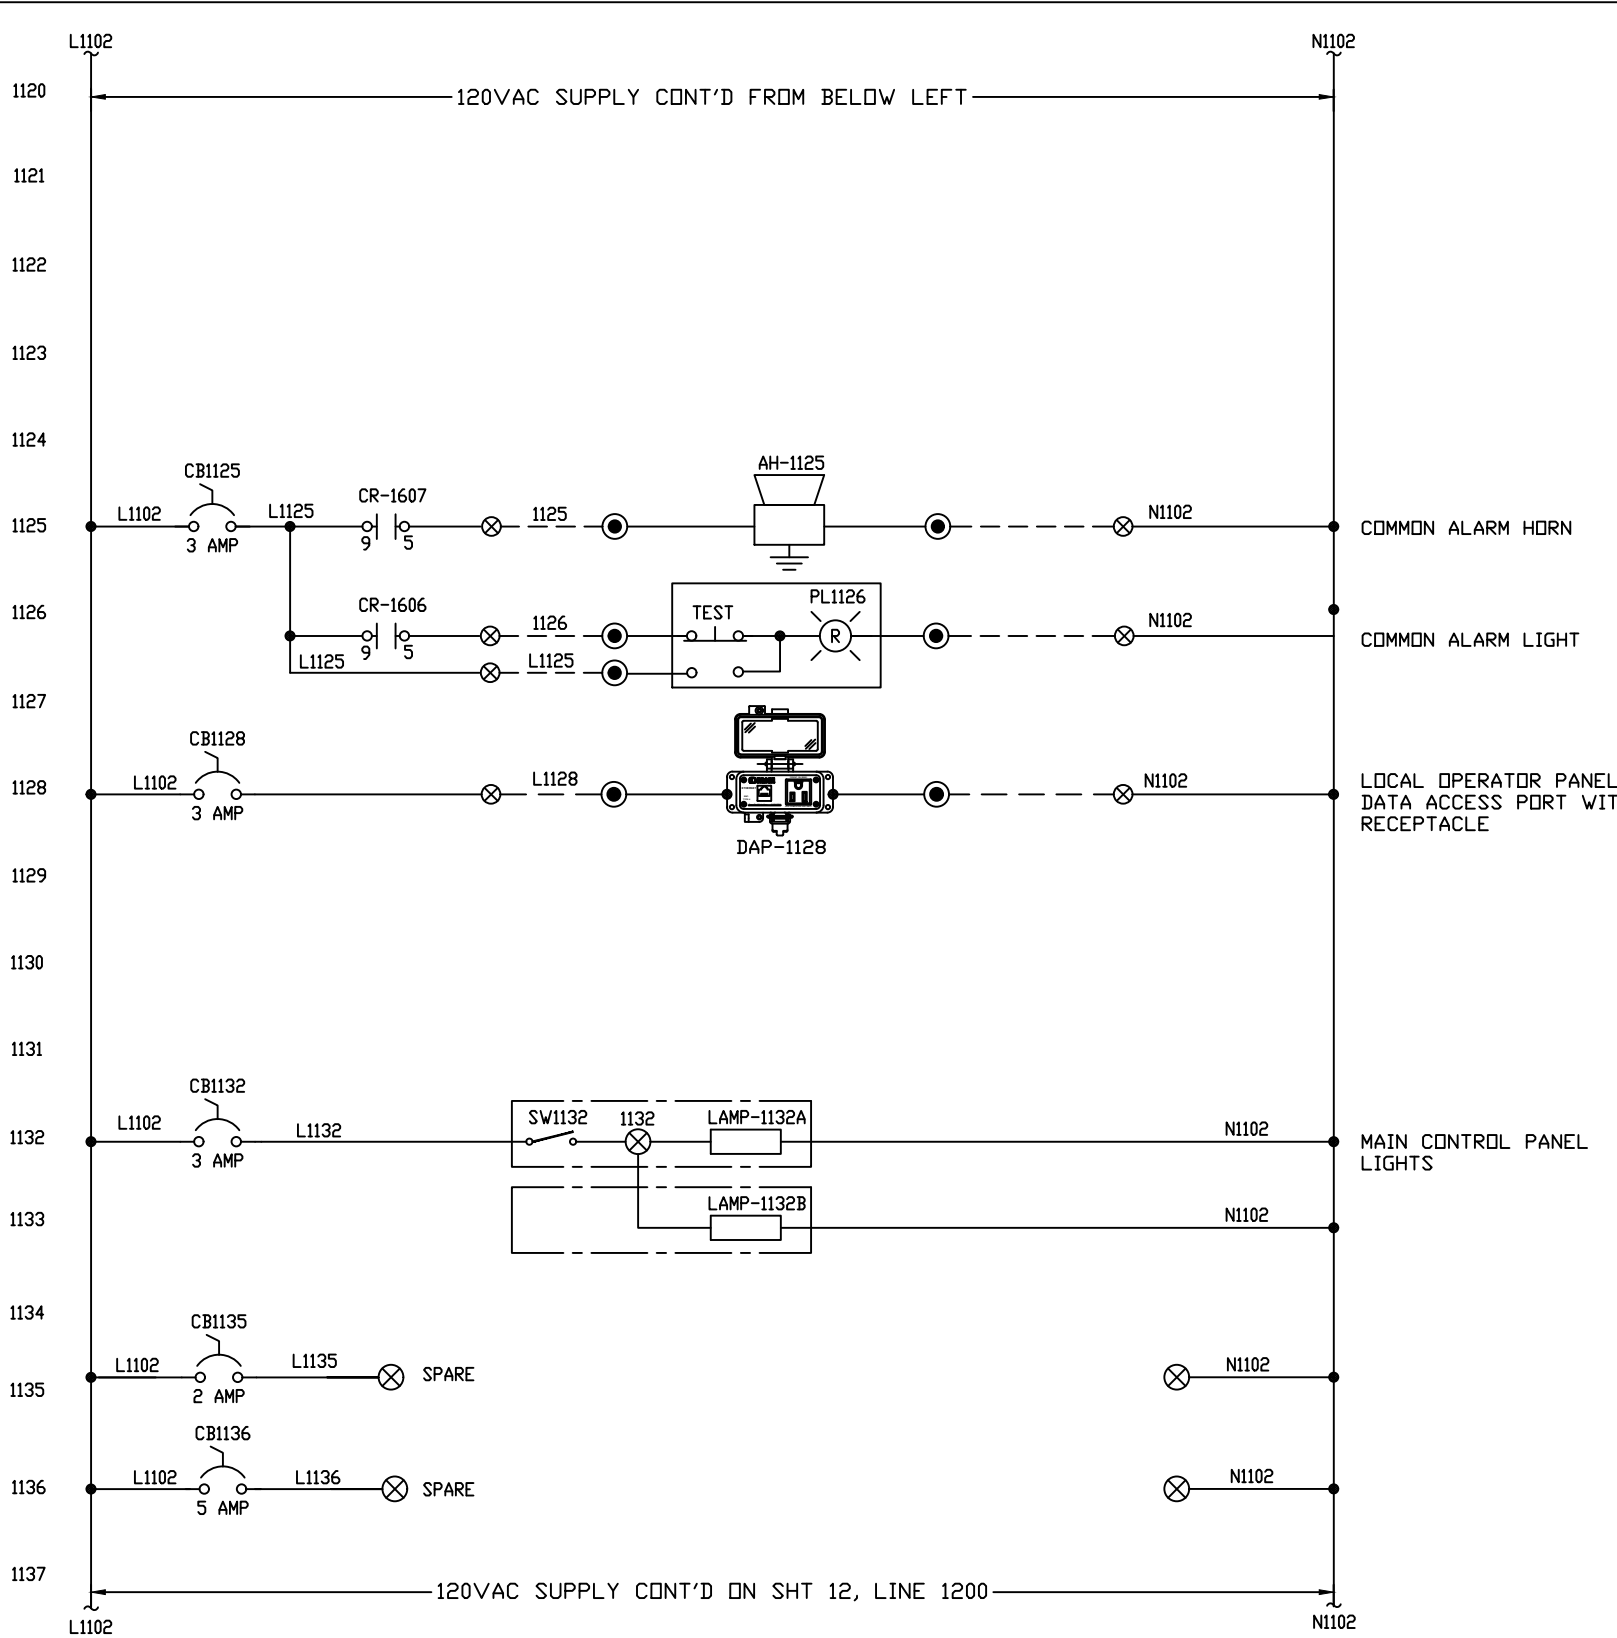 L1102 N1102
1120 120VAC SUPPLY CONT'D FROM BELOW LEFT
1121
1122
1123
1124
CB1125 AH-1125
CR-1607
1125 L1102 L1125 1125 N1102 COMMON ALARM HORN
3 AMP 9 5
CR-1606 PL1126
1126 TEST
1126 N1102
R COMMON ALARM LIGHT
9 5
L1125 L1125
1127
CB1128
1128 L1102 L1128 N1102 LOCAL OPERATOR PANEL
DATA ACCESS PORT WIT
3 AMP RECEPTACLE
DAP-1128
1129
1130
1131
CB1132
L1102 SW1132 1132 LAMP-1132A
1132 L1132 N1102 MAIN CONTROL PANEL
3 AMP LIGHTS
LAMP-1132B
1133 N1102
1134
CB1135
L1102 L1135 SPARE N1102
1135 2 AMP
CB1136
L1102 L1136 N1102
1136 SPARE
5 AMP
1137
120VAC SUPPLY CONT'D ON SHT 12, LINE 1200
L1102 N1102